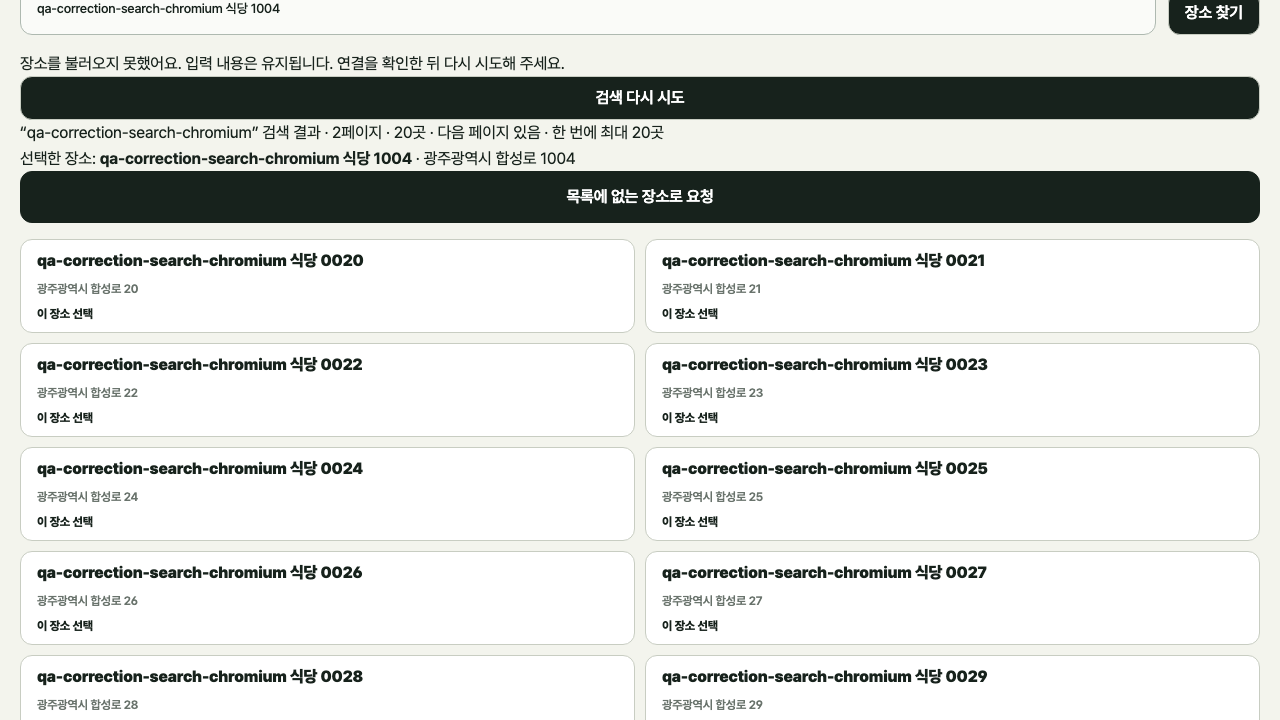 qa-correction-search-chromium 식당 1004
장소 찾기
장소를 불러오지 못했어요. 입력 내용은 유지됩니다. 연결을 확인한 뒤 다시 시도해 주세요.
검색 다시 시도
“qa-correction-search-chromium” 검색 결과 · 2페이지 · 20곳 · 다음 페이지 있음 · 한 번에 최대 20곳
선택한 장소: qa-correction-search-chromium 식당 1004 · 광주광역시 합성로 1004
목록에 없는 장소로 요청
qa-correction-search-chromium 식당 0020
광주광역시 합성로 20
이 장소 선택
qa-correction-search-chromium 식당 0021
광주광역시 합성로 21
이 장소 선택
qa-correction-search-chromium 식당 0022
광주광역시 합성로 22
이 장소 선택
qa-correction-search-chromium 식당 0023
광주광역시 합성로 23
이 장소 선택
qa-correction-search-chromium 식당 0024
광주광역시 합성로 24
이 장소 선택
qa-correction-search-chromium 식당 0025
광주광역시 합성로 25
이 장소 선택
qa-correction-search-chromium 식당 0026
광주광역시 합성로 26
이 장소 선택
qa-correction-search-chromium 식당 0027
광주광역시 합성로 27
이 장소 선택
qa-correction-search-chromium 식당 0028
광주광역시 합성로 28
qa-correction-search-chromium 식당 0029
광주광역시 합성로 29